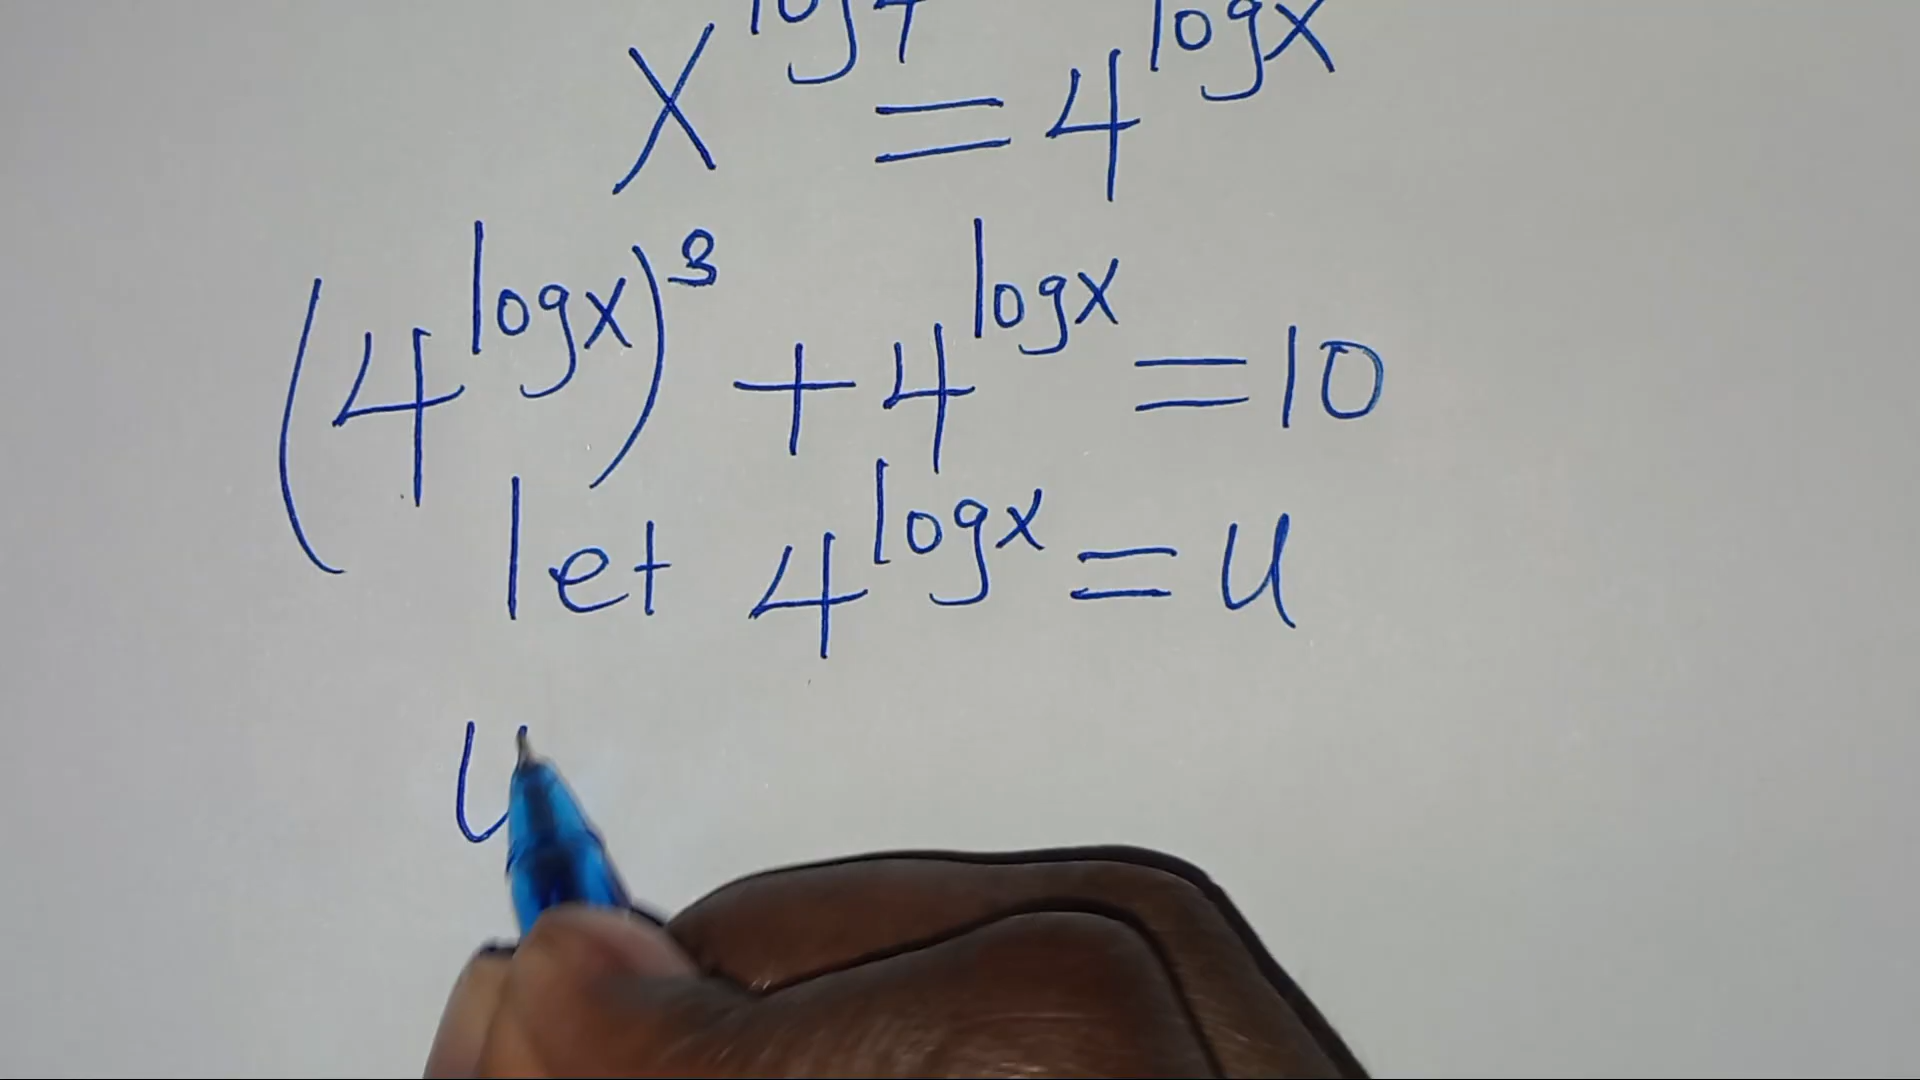 x^log4 = 4^logx
(4^logx)^3 + 4^logx = 10
let 4^logx = u
u